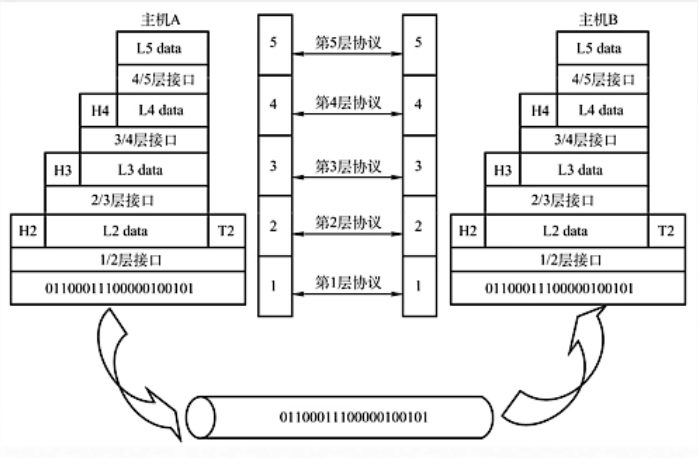 主机A
主机B
L5 data
5
第5层协议
5
L5 data
4/5层接口
4/5层接口
H4
L4 data
4
第4层协议
4
H4
L4 data
3/4层接口
3/4层接口
H3
L3 data
3
第3层协议
3
H3
L3 data
2/3层接口
2/3层接口
H2
L2 data
T2
2
第2层协议
2
H2
L2 data
T2
1/2层接口
1/2层接口
01100011100000100101
1
第1层协议
1
01100011100000100101
01100011100000100101